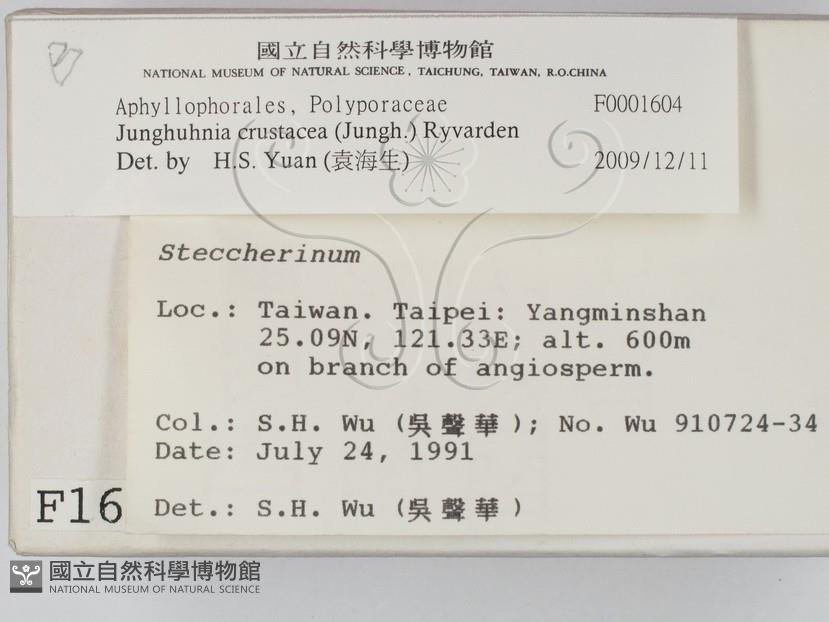 國立自然科學博物館
NATIONAL MUSEUM OF NATURAL SCIENCE, TAICHUNG, TAIWAN, R.O.CHINA
Aphyllophorales, Polyporaceae F0001604
Junghuhnia crustacea (Jungh.) Ryvarden
Det. by H.S. Yuan (袁海生) 2009/12/11
Steccherinum
Loc.: Taiwan. Taipei: Yangminshan
25.09N, 121.33E; alt. 600m
on branch of angiosperm.
Col.: S.H. Wu (吳聲華); No. Wu 910724-34
Date: July 24, 1991
F16
Det.: S.H. Wu (吳聲華)
國立自然科學博物館
NATIONAL MUSEUM OF NATURAL SCIENCE